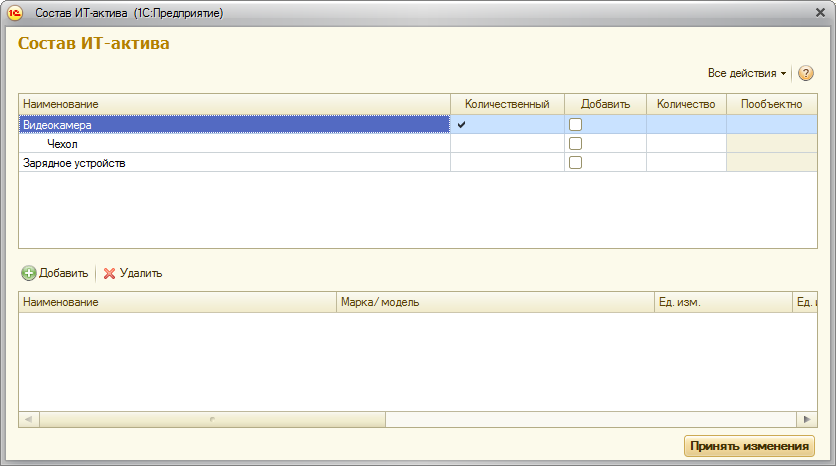 Состав ИТ-актива (1С:Предприятие)
Состав ИТ-актива
Все действия
Наименование Количественный Добавить Количество Пообъектно
Видеокамера
Чехол
Зарядное устройств
Добавить Удалить
Наименование Марка/ модель Ед. изм. Ед. и
Принять изменения